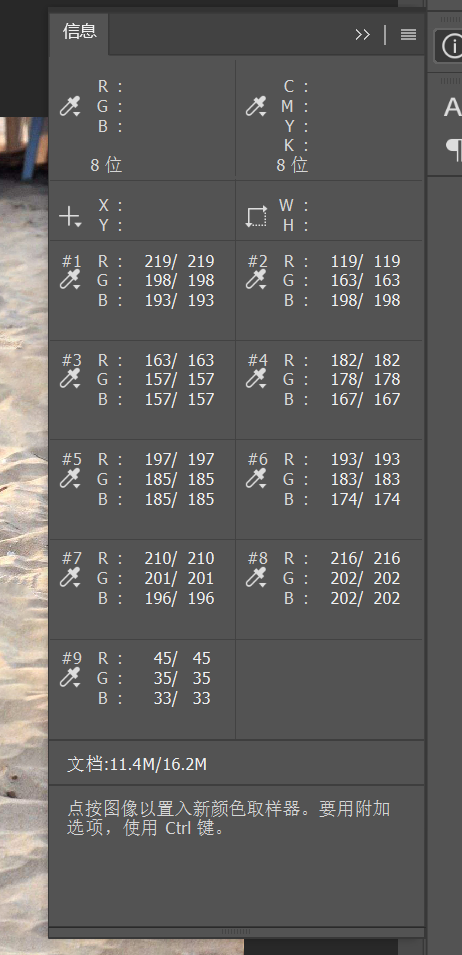 信息
R :
G :
B :
8 位
C :
M :
Y :
K :
8 位
X :
Y :
W :
H :
#1 R : 219/ 219
G : 198/ 198
B : 193/ 193
#2 R : 119/ 119
G : 163/ 163
B : 198/ 198
#3 R : 163/ 163
G : 157/ 157
B : 157/ 157
#4 R : 182/ 182
G : 178/ 178
B : 167/ 167
#5 R : 197/ 197
G : 185/ 185
B : 185/ 185
#6 R : 193/ 193
G : 183/ 183
B : 174/ 174
#7 R : 210/ 210
G : 201/ 201
B : 196/ 196
#8 R : 216/ 216
G : 202/ 202
B : 202/ 202
#9 R : 45/ 45
G : 35/ 35
B : 33/ 33
文档:11.4M/16.2M
点按图像以置入新颜色取样器。要用附加
选项，使用 Ctrl 键。